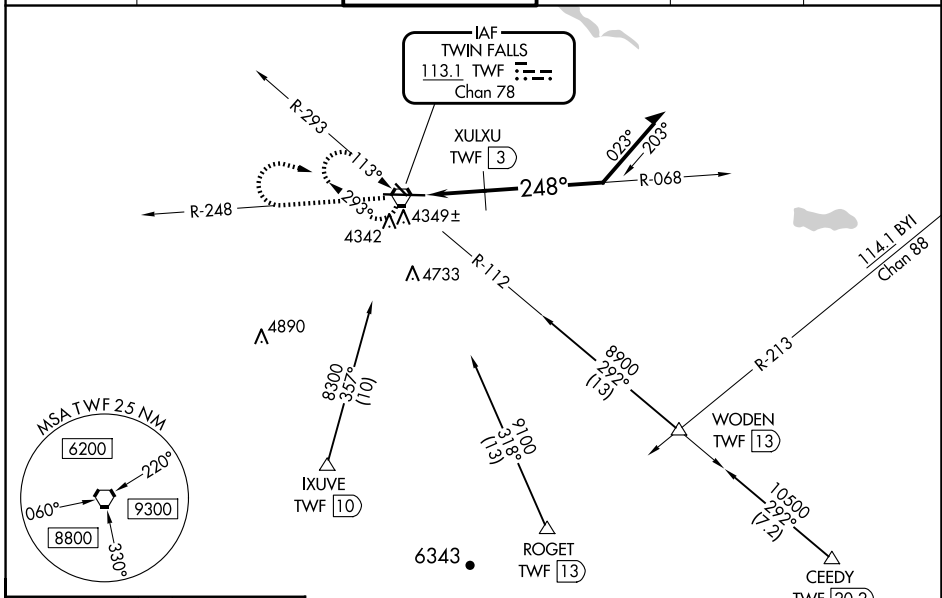 IAF
TWIN FALLS
113.1 TWF
Chan 78
R-293
113°
293°
XULXU
TWF 3
023°
203°
248°
R-068
R-248
4342
4349±
4733
4890
R-112
114.1 BYI
Chan 88
R-213
8900
292°
(13)
8300
357°
(10)
9100
318°
(13)
WODEN
TWF 13
10500
292°
(7.2)
IXUVE
TWF 10
ROGET
TWF 13
6343
CEEDY
TWF 20.2
MSA TWF 25 NM
6200
220°
060°
9300
8800
330°